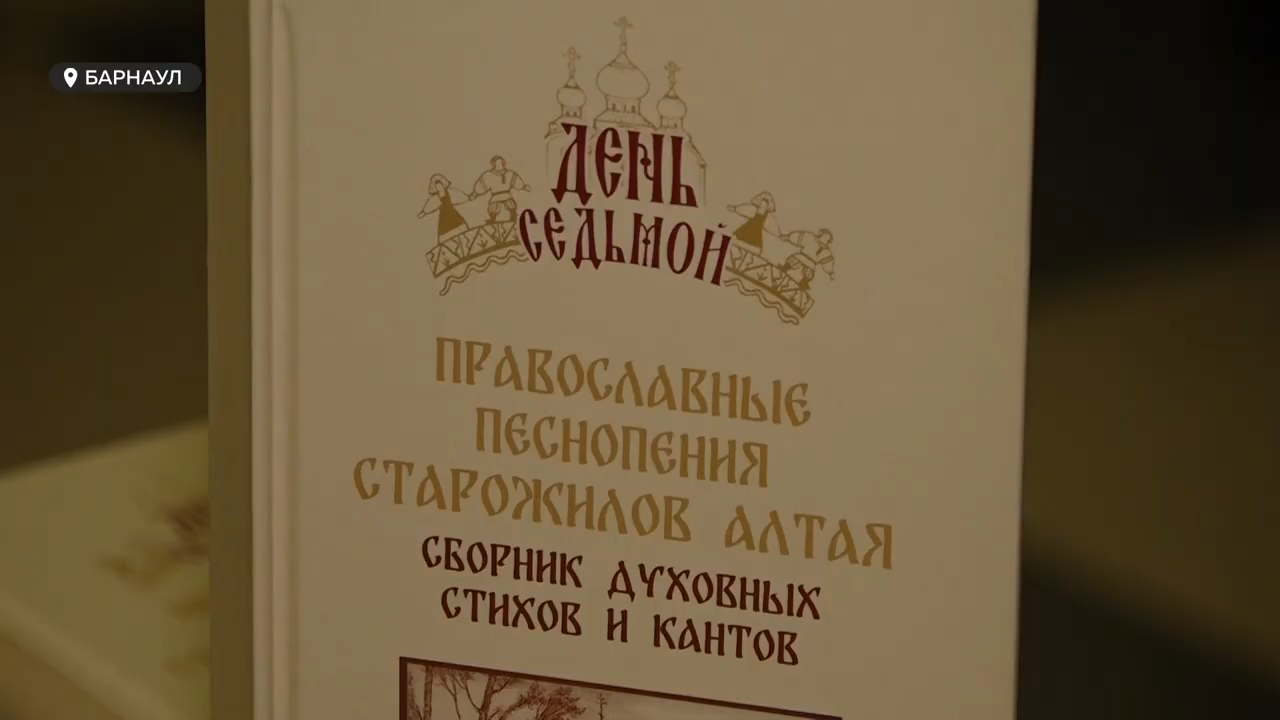 БАРНАУЛ
ДЕНЬ
СЕДЬМОЙ
ПРАВОСЛАВНЫЕ
ПЕСНОПЕНИЯ
СТАРОЖИЛОВ АЛТАЯ
СБОРНИК ДУХОВНЫХ
СТИХОВ И КАНТОВ